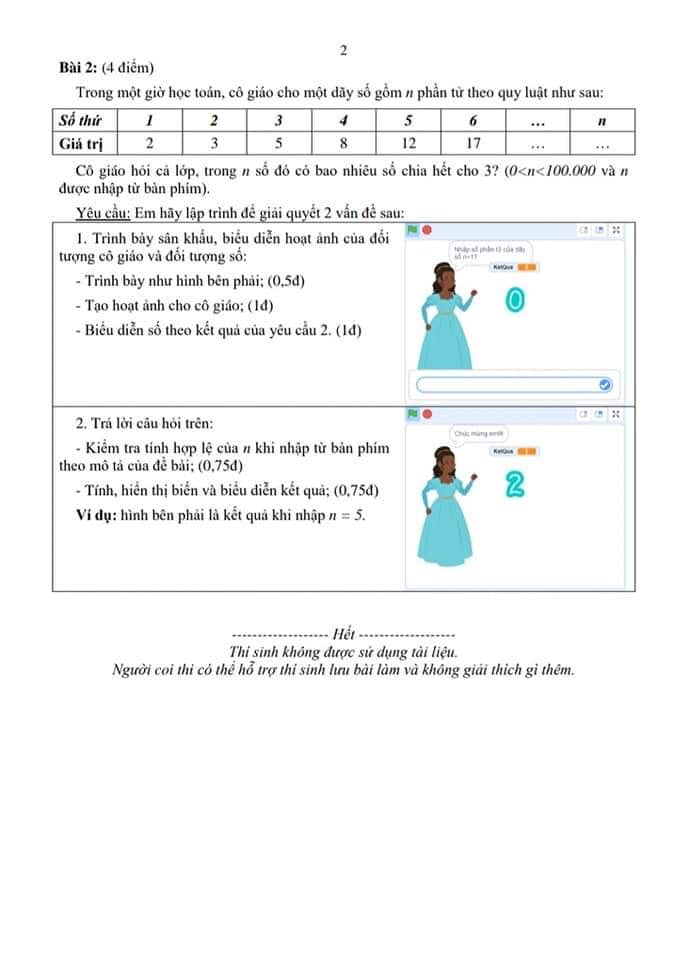 2
Bài 2: (4 điểm)
Trong một giờ học toán, cô giáo cho một dãy số gồm n phần tử theo quy luật như sau:
Số thứ 1 2 3 4 5 6 ... n
Giá trị 2 3 5 8 12 17 ... ...
Cô giáo hỏi cả lớp, trong n số đó có bao nhiêu số chia hết cho 3? (0<n<100.000 và n
được nhập từ bàn phím).
Yêu cầu: Em hãy lập trình để giải quyết 2 vấn đề sau:
1. Trình bày sân khấu, biểu diễn hoạt ảnh của đối
tượng cô giáo và đối tượng số:
- Trình bày như hình bên phải; (0,5đ)
- Tạo hoạt ảnh cho cô giáo; (1đ)
- Biểu diễn số theo kết quả của yêu cầu 2. (1đ)
Nhập số phần tử của dãy
số n=1?
KetQua
0
2. Trả lời câu hỏi trên:
- Kiểm tra tính hợp lệ của n khi nhập từ bàn phím
theo mô tả của đề bài; (0,75đ)
- Tính, hiển thị biến và biểu diễn kết quả; (0,75đ)
Ví dụ: hình bên phải là kết quả khi nhập n = 5.
Chúc mừng em!!!
KetQua
2
------------------- Hết -------------------
Thí sinh không được sử dụng tài liệu.
Người coi thi có thể hỗ trợ thí sinh lưu bài làm và không giải thích gì thêm.